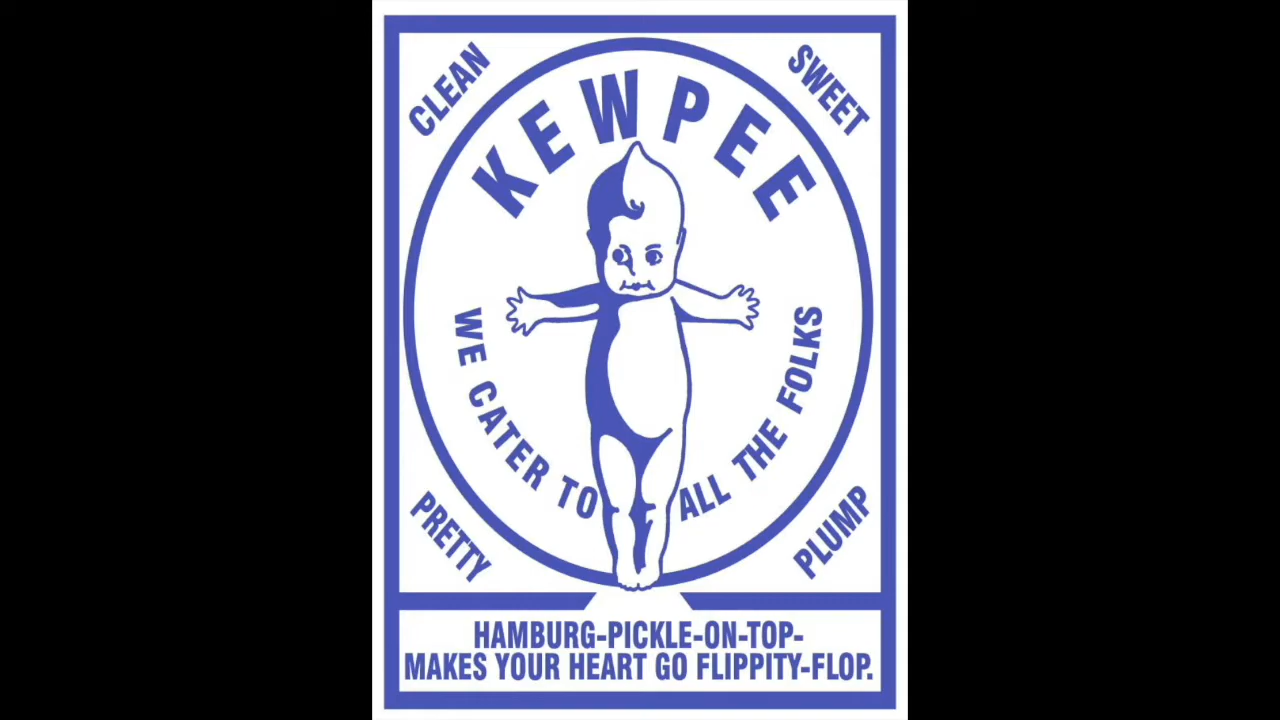 CLEAN
SWEET
KEWPEE
WE CATER TO ALL THE FOLKS
PRETTY
PLUMP
HAMBURG-PICKLE-ON-TOP-
MAKES YOUR HEART GO FLIPPITY-FLOP.